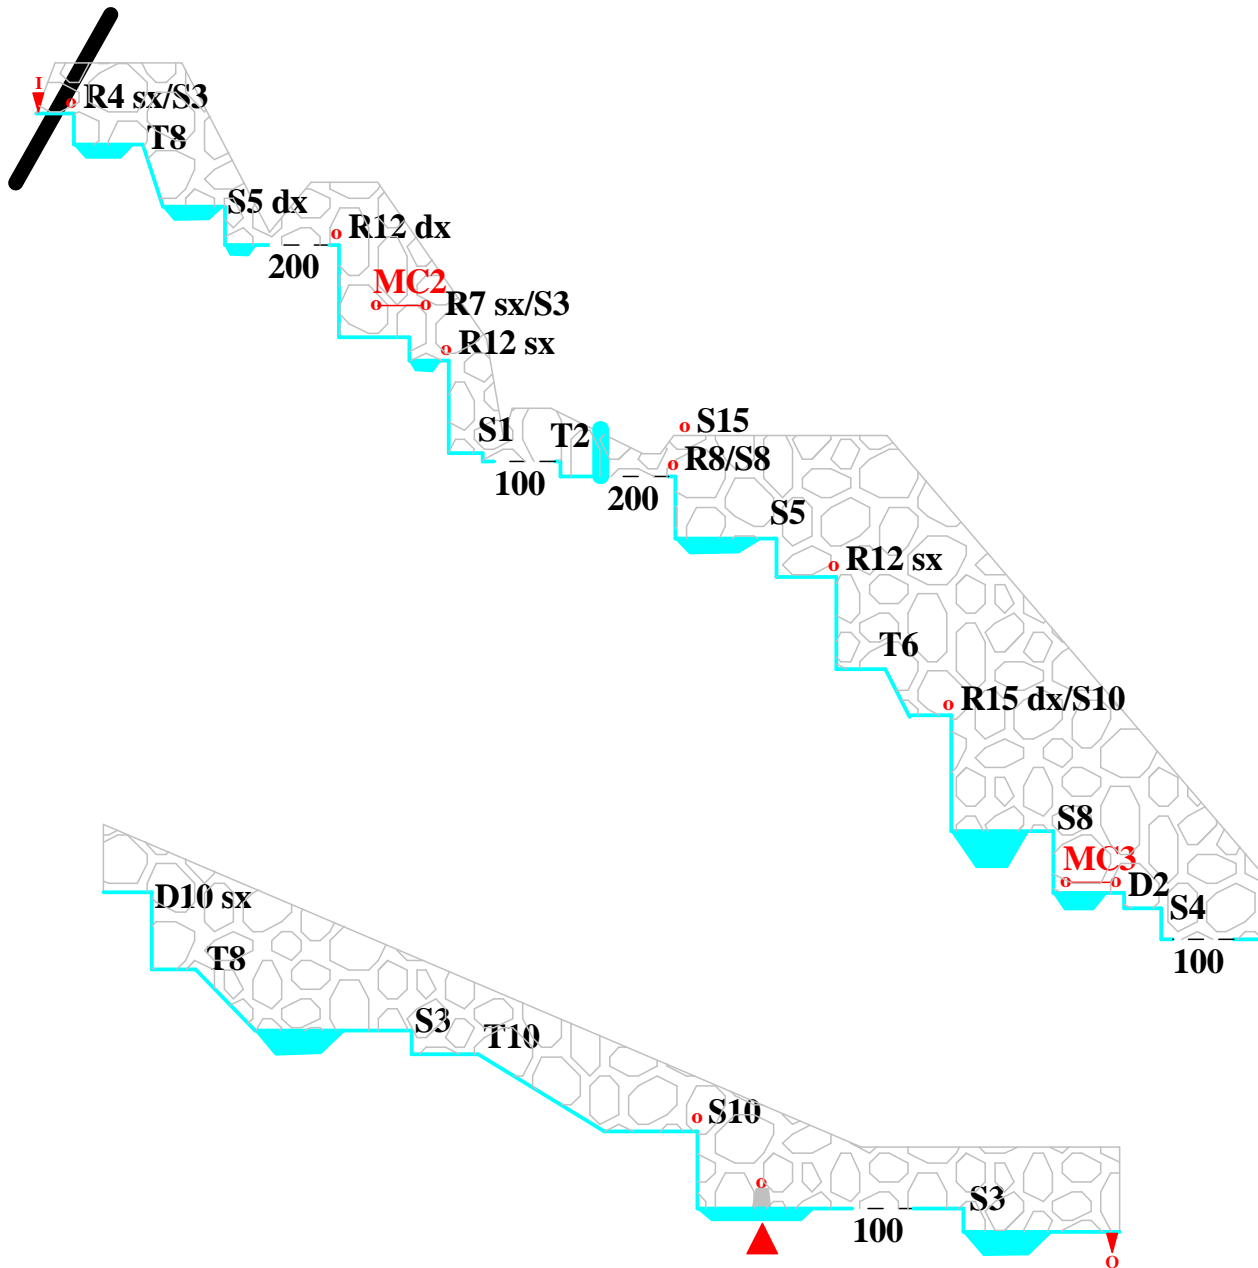 I
R4 sx/S3
T8
S5 dx
200
R12 dx
MC2
R7 sx/S3
R12 sx
S1
100
T2
200
S15
R8/S8
S5
R12 sx
T6
R15 dx/S10
S8
MC3
D2
S4
100
D10 sx
T8
S3
T10
S10
100
S3
O